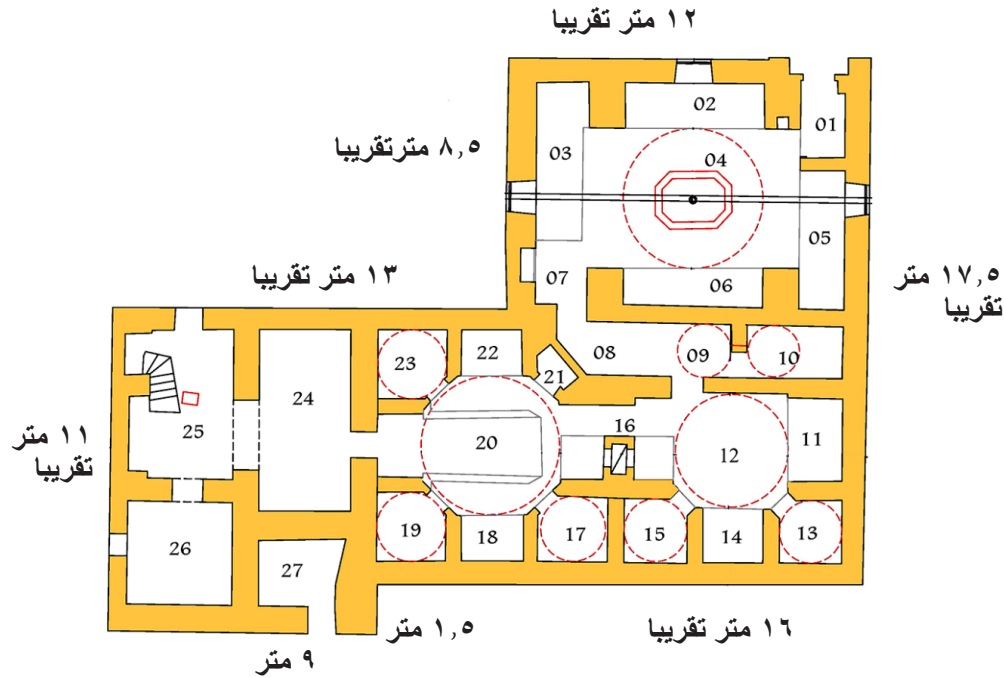 ١٢ متر تقريبا
٨,٥ مترتقريبا
١٣ متر تقريبا
١٧,٥ متر
تقريبا
١١ متر
تقريبا
01
02
03
04
05
06
07
08
09
10
11
12
13
14
15
16
17
18
19
20
21
22
23
24
25
26
27
١,٥ متر
٩ متر
١٦ متر تقريبا